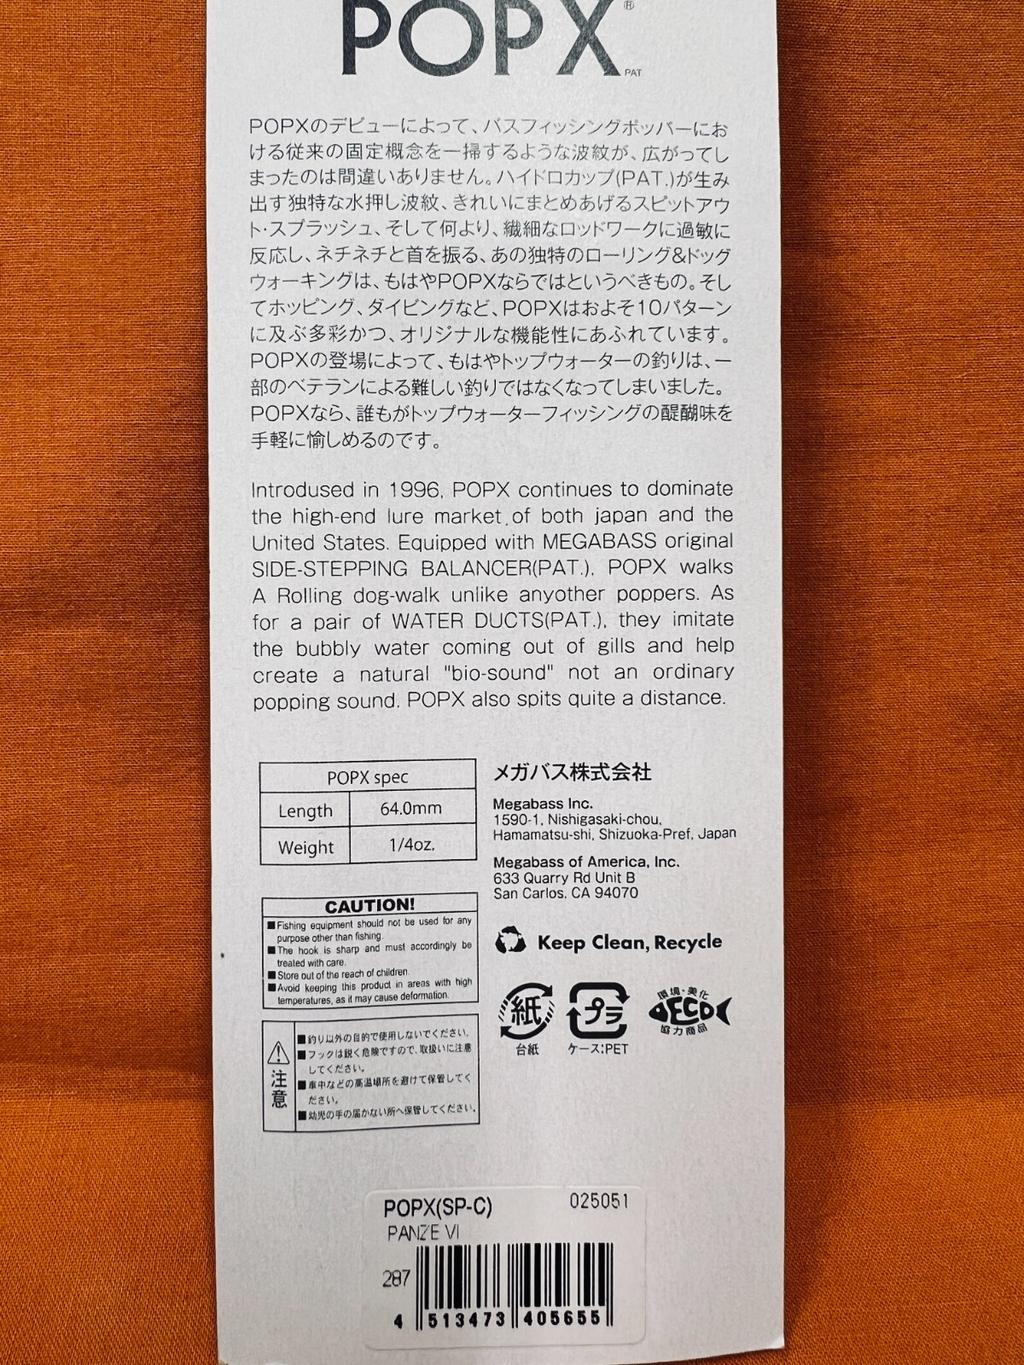 POPX®
PAT
POPXのデビューによって、バスフィッシングポッパーにお
ける従来の固定概念を一掃するような波紋が、広がってし
まったのは間違いありません。ハイドロカップ(PAT.)が生み
出す独特な水押し波紋、きれいにまとめあげるスピットアウ
ト・スプラッシュ、そして何より、繊細なロッドワークに過敏に
反応し、ネチネチと首を振る、あの独特のローリング&ドッグ
ウォーキングは、もはやPOPXならではというべきもの。そし
てホッピング、ダイビングなど、POPXはおよそ10パターン
に及ぶ多彩かつ、オリジナルな機能性にあふれています。
POPXの登場によって、もはやトップウォーターの釣りは、一
部のベテランによる難しい釣りではなくなってしまいました。
POPXなら、誰もがトップウォーターフィッシングの醍醐味を
手軽に愉しめるのです。
Introdused in 1996, POPX continues to dominate
the high-end lure market.of both japan and the
United States. Equipped with MEGABASS original
SIDE-STEPPING BALANCER(PAT.), POPX walks
A Rolling dog-walk unlike anyother poppers. As
for a pair of WATER DUCTS(PAT.), they imitate
the bubbly water coming out of gills and help
create a natural "bio-sound" not an ordinary
popping sound. POPX also spits quite a distance.
POPX spec
Length 64.0mm
Weight 1/4oz.
CAUTION!
■Fishing equipment should not be used for any
purpose other than fishing.
■The hook is sharp and must accordingly be
treated with care.
■Store out of the reach of children.
■Avoid keeping this product in areas with high
temperatures, as it may cause deformation.
注意
■釣り以外の目的で使用しないでください。
■フックは鋭く危険ですので、取扱いに注意
してください。
■車中などの高温場所を避けて保管してく
ださい。
■幼児の手の届かない所へ保管してください。
メガバス株式会社
Megabass Inc.
1590-1, Nishigasaki-chou,
Hamamatsu-shi, Shizuoka-Pref, Japan
Megabass of America, Inc.
633 Quarry Rd Unit B
San Carlos. CA 94070
Keep Clean, Recycle
紙
台紙
プラ
ケース:PET
環境・美化
ECO
協力商品
POPX(SP-C) 025051
PANZE VI
287
4 513473 405655